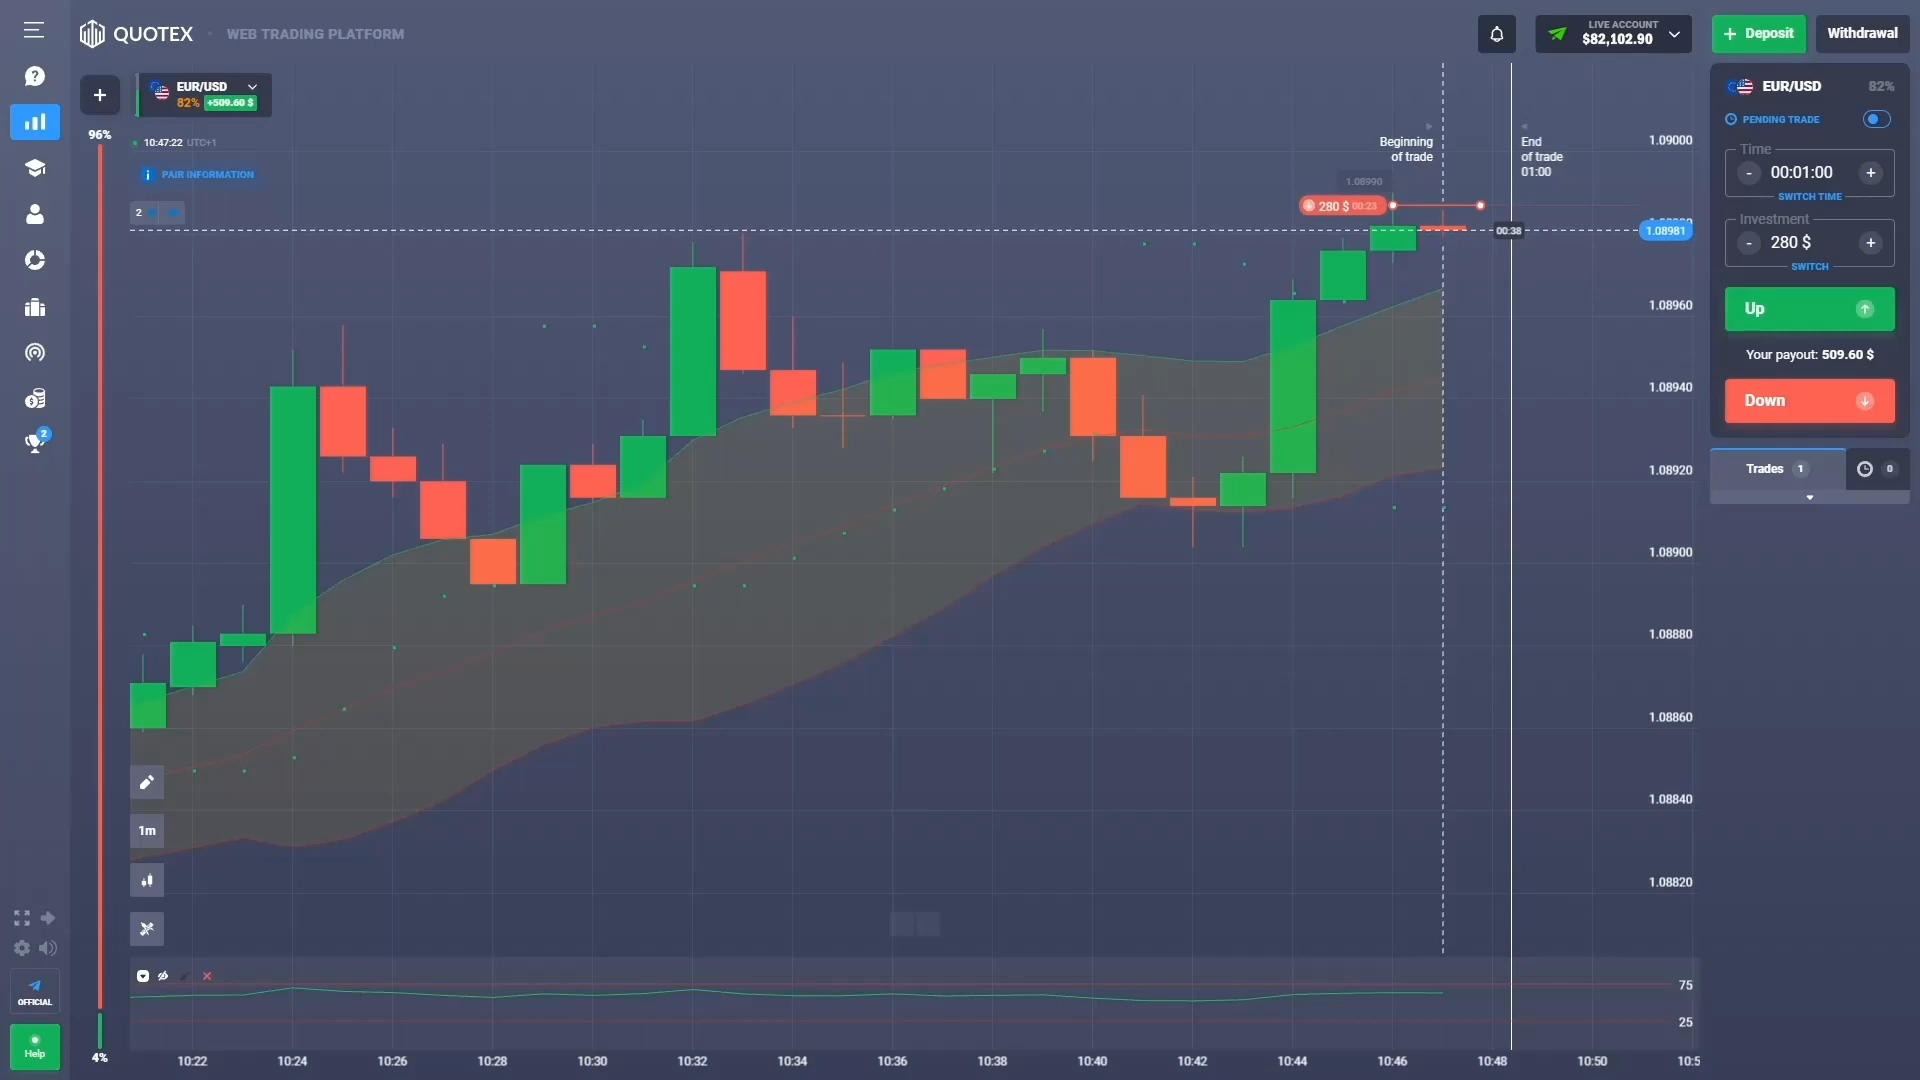 QUOTEX
WEB TRADING PLATFORM
LIVE ACCOUNT
$82,102.90
Deposit
Withdrawal
EUR/USD
82% +509.60 $
96%
10:47:22 UTC+1
PAIR INFORMATION
2
Beginning
of trade
End
of trade
01:00
1.08990
280 $ 00:23
00:38
1.09000
1.08981
1.08960
1.08940
1.08920
1.08900
1.08880
1.08860
1.08840
1.08820
EUR/USD
82%
PENDING TRADE
Time
- 00:01:00 +
SWITCH TIME
Investment
- 280 $ +
SWITCH
Up
Your payout: 509.60 $
Down
Trades 1
0
2
1m
75
25
OFFICIAL
Help
4%
10:22 10:24 10:26 10:28 10:30 10:32 10:34 10:36 10:38 10:40 10:42 10:44 10:46 10:48 10:50 10:5